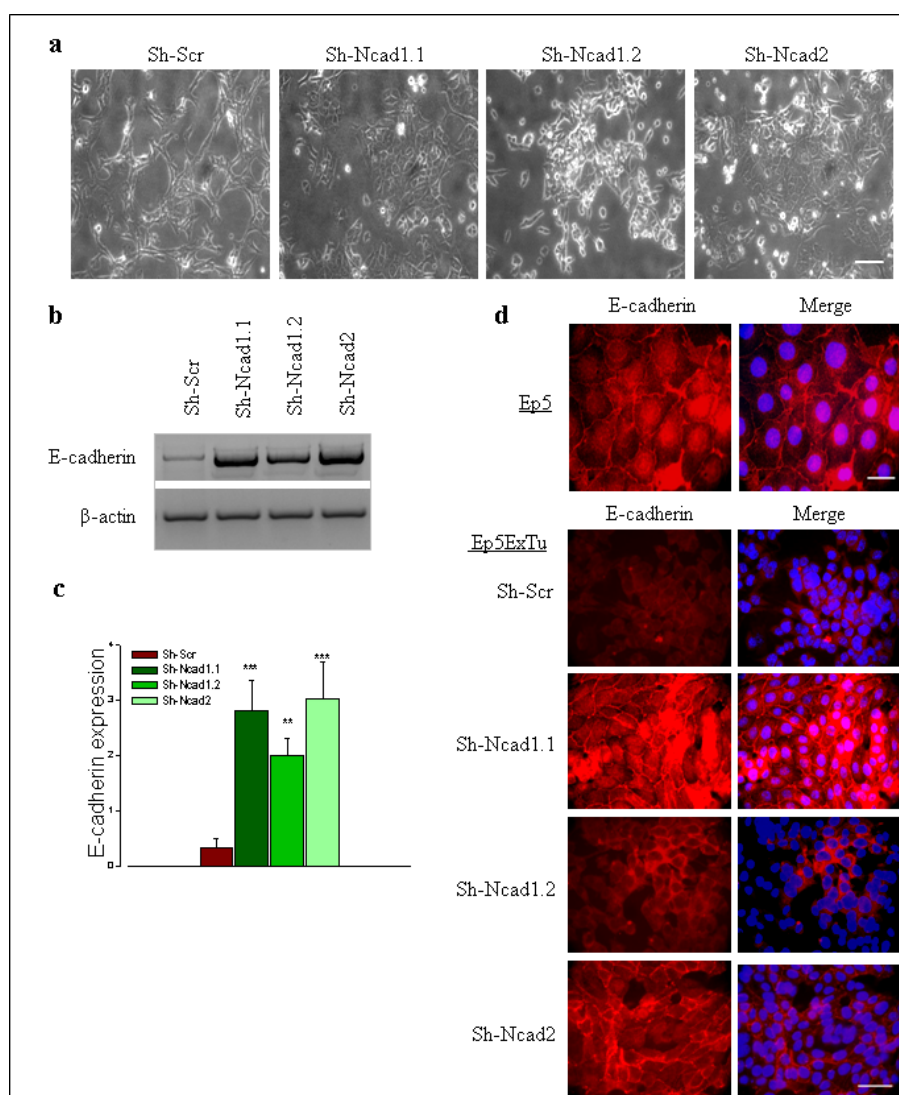 a
Sh-Scr Sh-Ncad1.1 Sh-Ncad1.2 Sh-Ncad2
b
Sh-Scr
Sh-Ncad1.1
Sh-Ncad1.2
Sh-Ncad2
E-cadherin
β-actin
c
E-cadherin expression
4
3
2
1
0
Sh-Scr
Sh-Ncad1.1
Sh-Ncad1.2
Sh-Ncad2
***
**
***
d
E-cadherin Merge
Ep5
E-cadherin Merge
Ep5ExTu
Sh-Scr
Sh-Ncad1.1
Sh-Ncad1.2
Sh-Ncad2